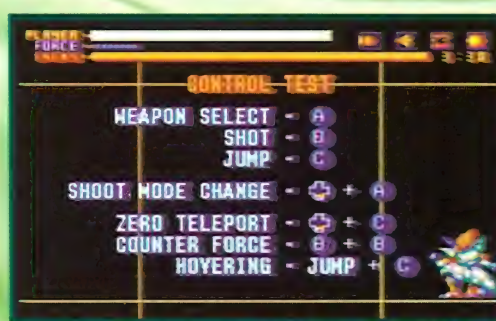 PLAYER
FORCE
ENEMY
CONTROL TEST
WEAPON SELECT - A
SHOT - B
JUMP - C
SHOOT MODE CHANGE - + A
ZERO TELEPORT - + C
COUNTER FORCE - B + B
HOVERING - JUMP + C